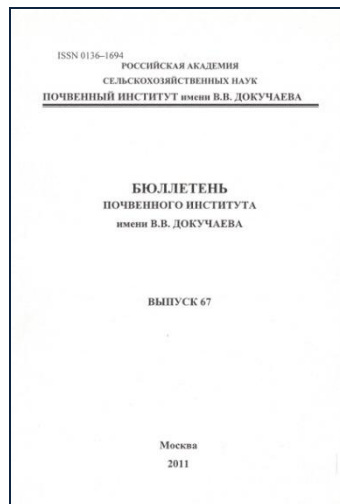 ISSN 0136–1694
РОССИЙСКАЯ АКАДЕМИЯ
СЕЛЬСКОХОЗЯЙСТВЕННЫХ НАУК
ПОЧВЕННЫЙ ИНСТИТУТ имени В.В. ДОКУЧАЕВА
БЮЛЛЕТЕНЬ
ПОЧВЕННОГО ИНСТИТУТА
имени В.В. ДОКУЧАЕВА
ВЫПУСК 67
Москва
2011